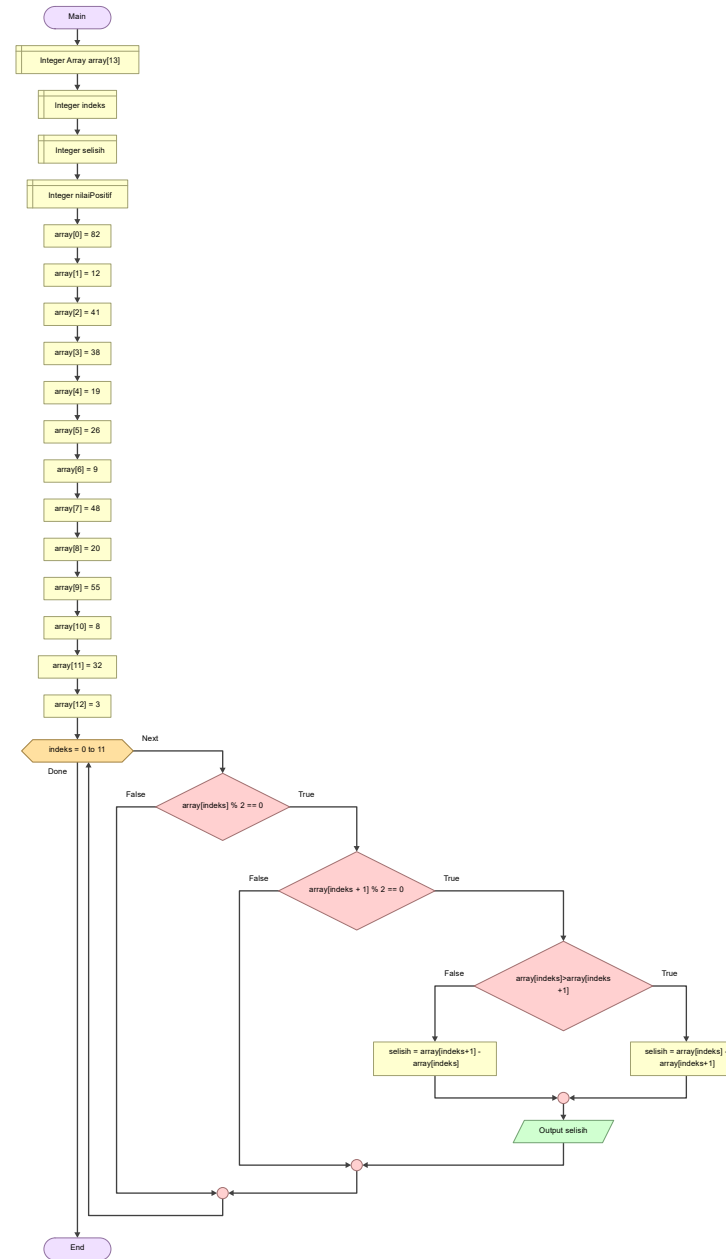 Main
Integer Array array[13]
Integer indeks
Integer selisih
Integer nilaiPositif
array[0] = 82
array[1] = 12
array[2] = 41
array[3] = 38
array[4] = 19
array[5] = 26
array[6] = 9
array[7] = 48
array[8] = 20
array[9] = 55
array[10] = 8
array[11] = 32
array[12] = 3
indeks = 0 to 11
Next
Done
False
array[indeks] % 2 == 0
True
False
array[indeks + 1] % 2 == 0
True
False
array[indeks]>array[indeks
+1]
True
selisih = array[indeks+1] -
array[indeks]
selisih = array[indeks]
array[indeks+1]
Output selisih
End